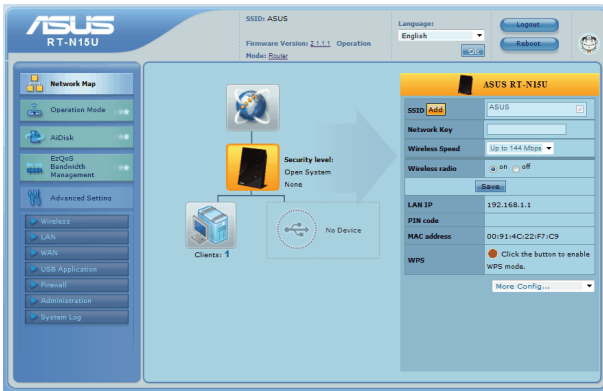 ASUS
RT-N15U
SSID: ASUS
Firmware Version: 2.1.1.1 Operation
Mode: Router
Language:
English
OK
Logout
Reboot
Network Map
Operation Mode
AiDisk
EzQoS
Bandwidth
Management
Advanced Setting
Wireless
LAN
WAN
USB Application
Firewall
Administration
System Log
Security level:
Open System
None
Clients: 1
No Device
ASUS RT-N15U
SSID Add ASUS
Network Key
Wireless Speed Up to 144 Mbps
Wireless radio on off
Save
LAN IP 192.168.1.1
PIN code
MAC address 00:91:4C:22:F7:C9
WPS Click the button to enable
WPS mode.
More Config...